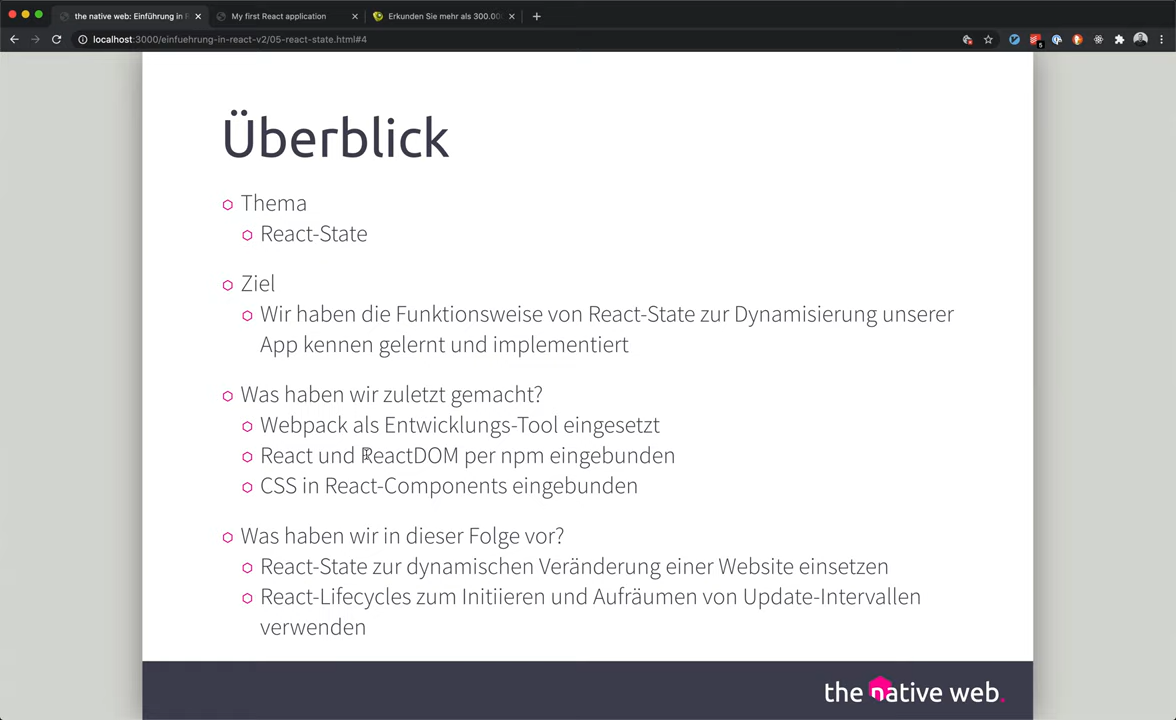 the native web: Einführung in R
My first React application
Erkunden Sie mehr als 300.00
localhost:3000/einfuehrung-in-react-v2/05-react-state.html#4
5
Überblick
Thema
React-State
Ziel
Wir haben die Funktionsweise von React-State zur Dynamisierung unserer
App kennen gelernt und implementiert
Was haben wir zuletzt gemacht?
Webpack als Entwicklungs-Tool eingesetzt
React und ReactDOM per npm eingebunden
CSS in React-Components eingebunden
Was haben wir in dieser Folge vor?
React-State zur dynamischen Veränderung einer Website einsetzen
React-Lifecycles zum Initiieren und Aufräumen von Update-Intervallen
verwenden
the native web.